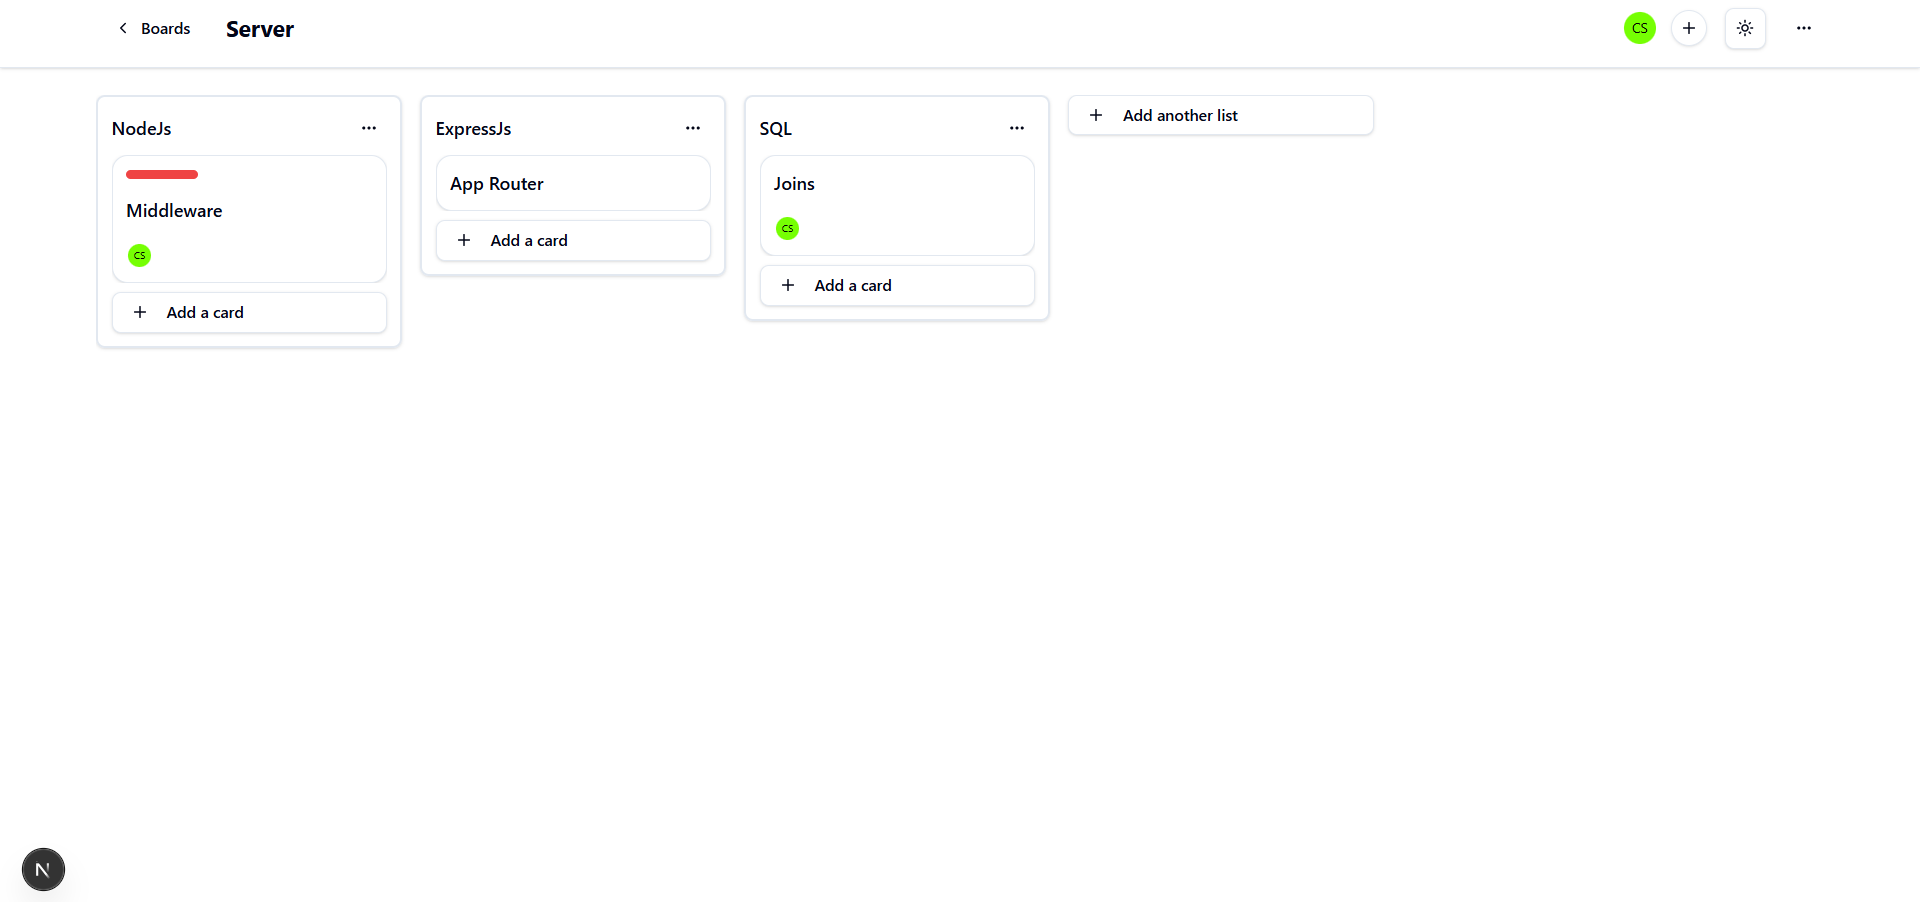 Boards
Server
CS
NodeJs
Middleware
CS
Add a card
ExpressJs
App Router
Add a card
SQL
Joins
CS
Add a card
Add another list
N